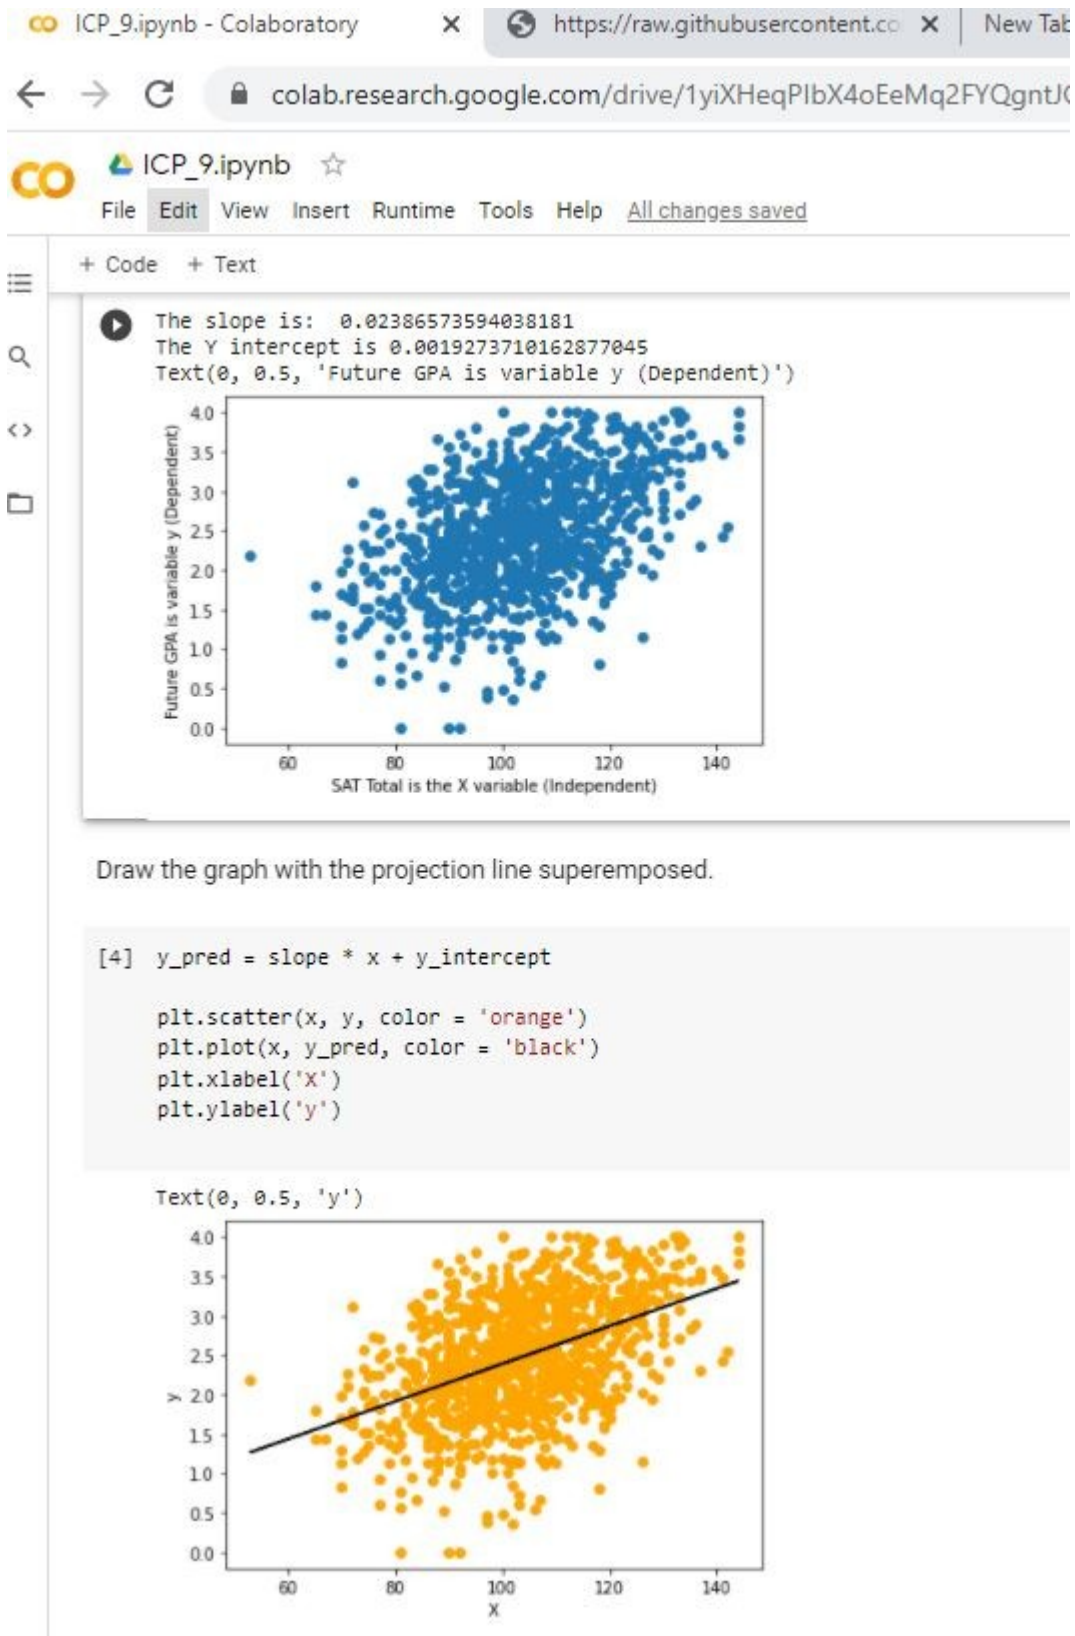 ICP_9.ipynb - Colaboratory
https://raw.githubusercontent.co
New Tab
colab.research.google.com/drive/1yiXHeqPIbX4oEeMq2FYQgntJ
CO ICP_9.ipynb
File Edit View Insert Runtime Tools Help All changes saved
+ Code + Text
The slope is: 0.02386573594038181
The Y intercept is 0.0019273710162877045
Text(0, 0.5, 'Future GPA is variable y (Dependent)')
Future GPA is variable y (Dependent)
4.0
3.5
3.0
2.5
2.0
1.5
1.0
0.5
0.0
60 80 100 120 140
SAT Total is the X variable (Independent)
Draw the graph with the projection line superemposed.
[4] y_pred = slope * x + y_intercept
plt.scatter(x, y, color = 'orange')
plt.plot(x, y_pred, color = 'black')
plt.xlabel('X')
plt.ylabel('y')
Text(0, 0.5, 'y')
y
4.0
3.5
3.0
2.5
2.0
1.5
1.0
0.5
0.0
60 80 100 120 140
X